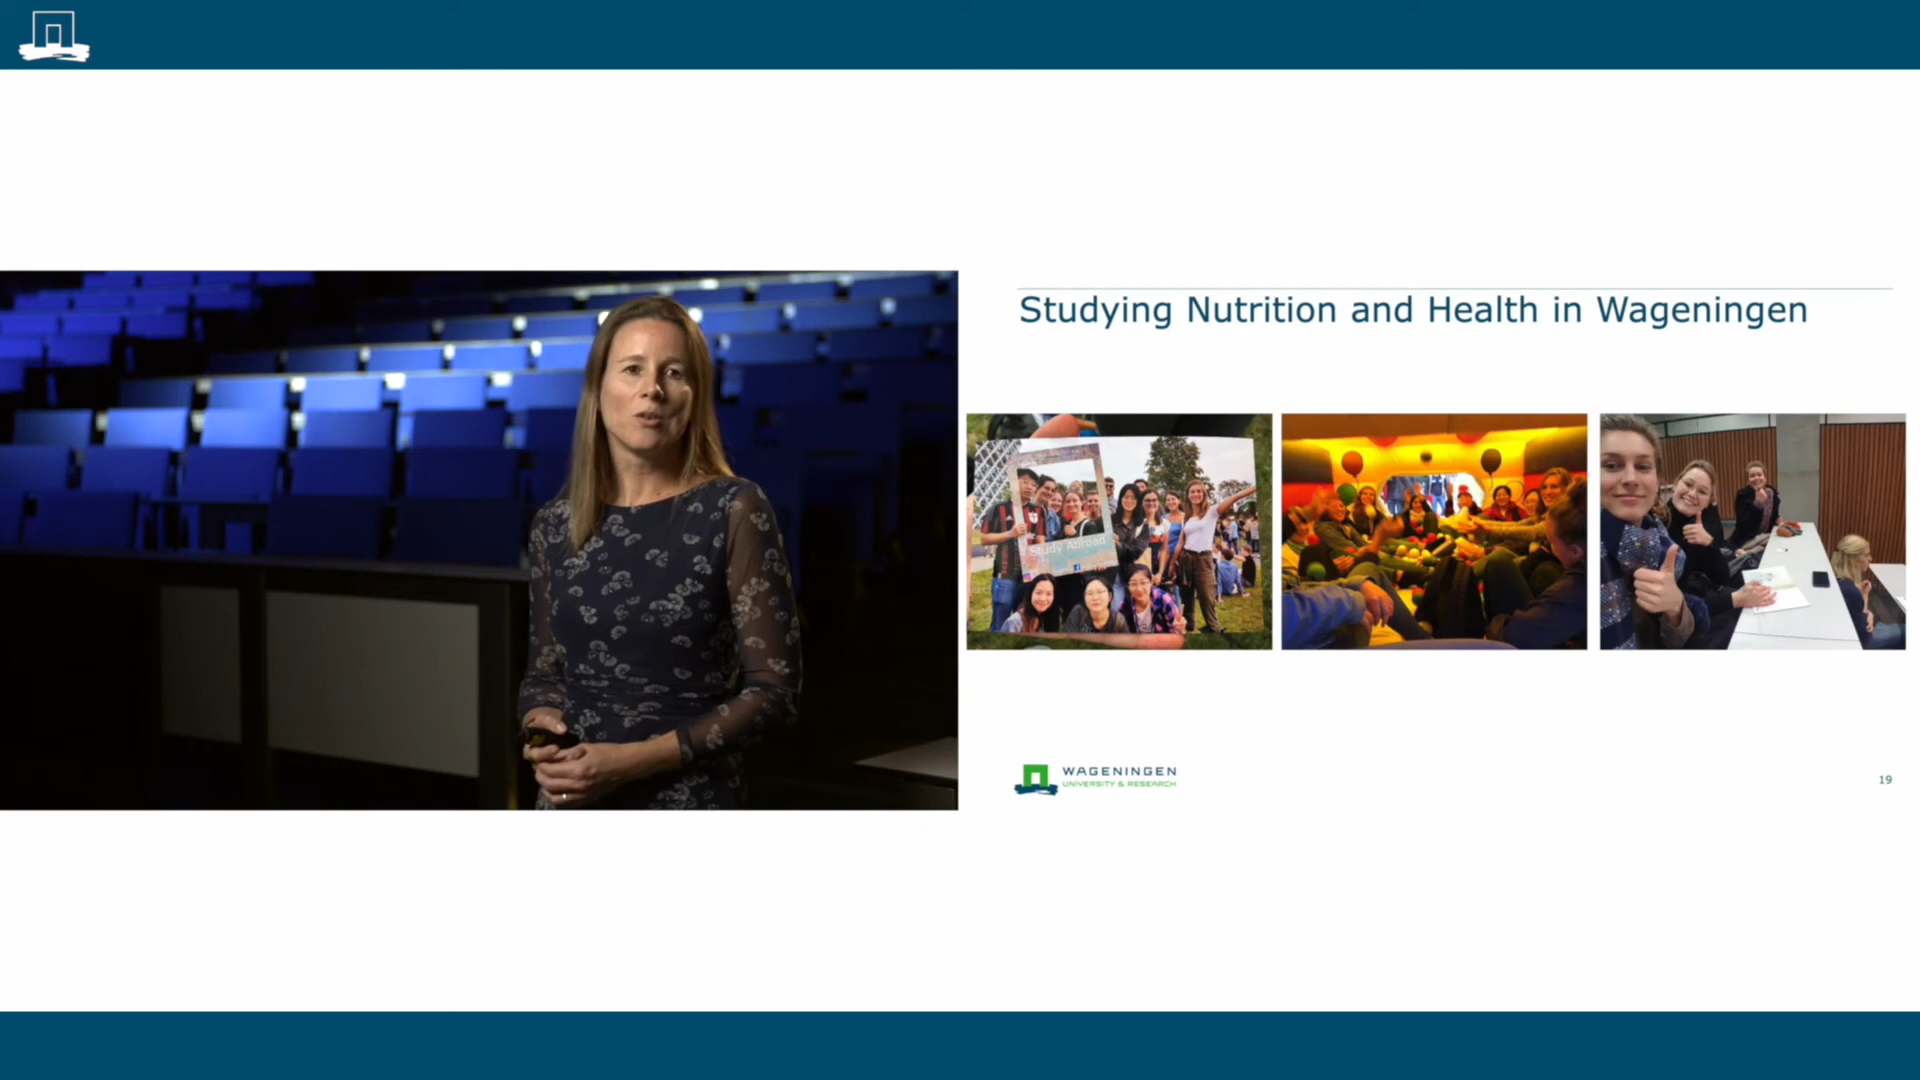 Studying Nutrition and Health in Wageningen
Study Abroad
WAGENINGEN
UNIVERSITY & RESEARCH
19